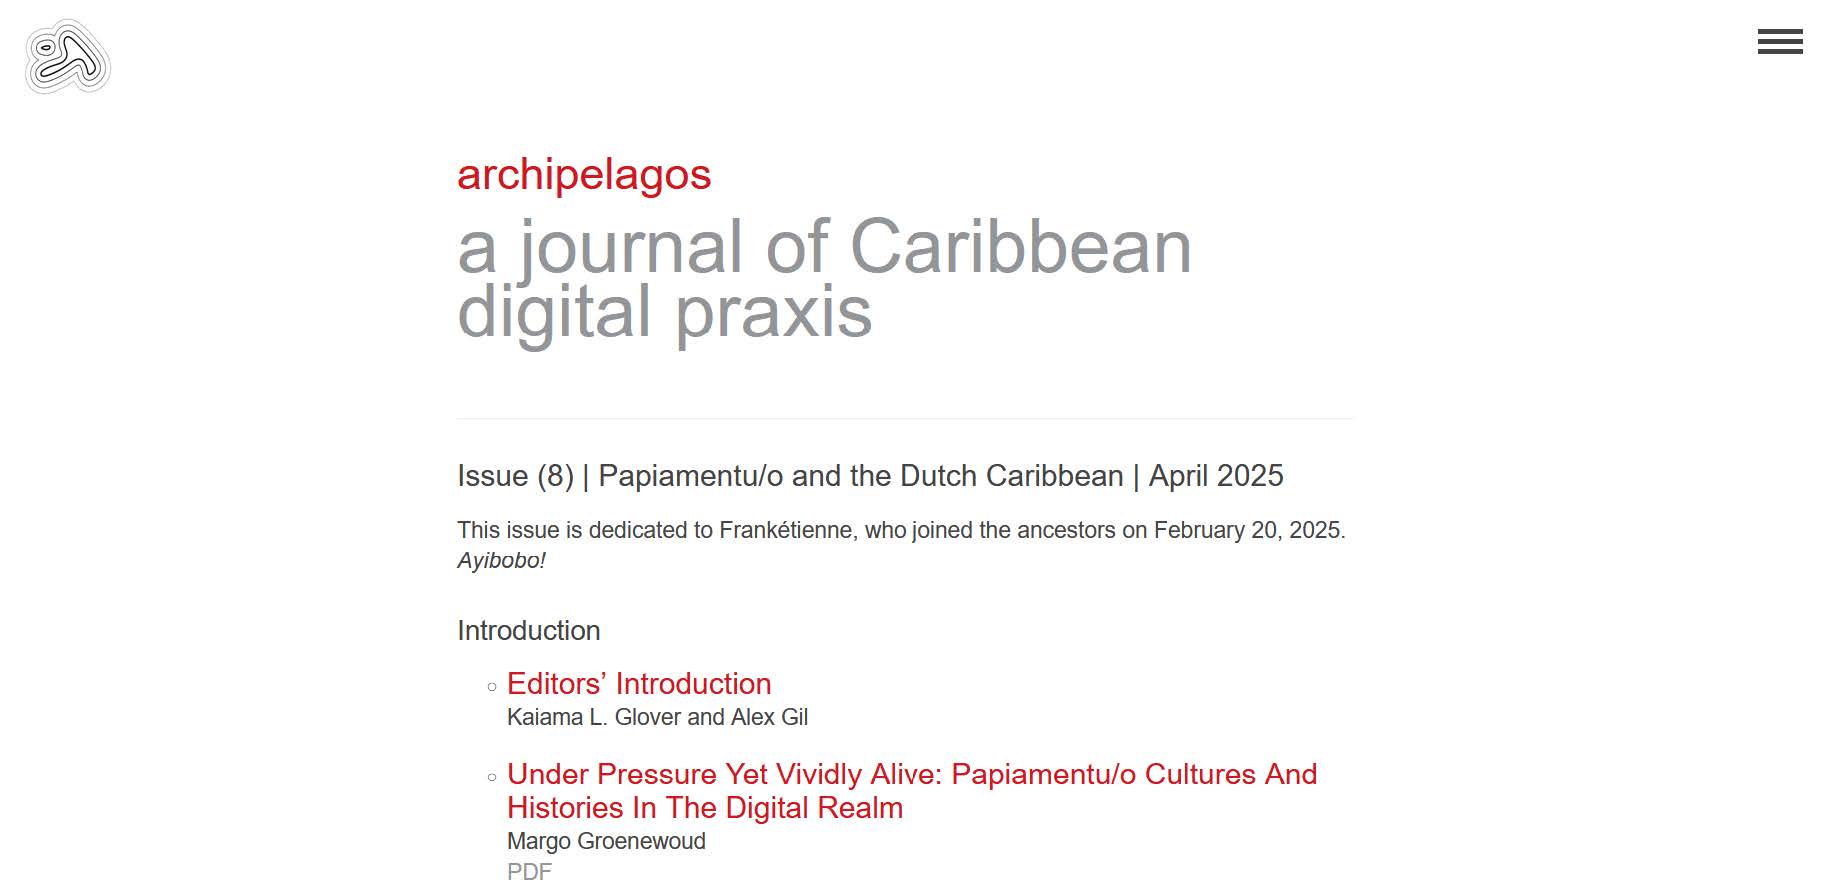 archipelagos
a journal of Caribbean
digital praxis
Issue (8) | Papiamentu/o and the Dutch Caribbean | April 2025
This issue is dedicated to Frankétienne, who joined the ancestors on February 20, 2025.
Ayibobo!
Introduction
Editors’ Introduction
Kaiama L. Glover and Alex Gil
Under Pressure Yet Vividly Alive: Papiamentu/o Cultures And
Histories In The Digital Realm
Margo Groenewoud
PDF